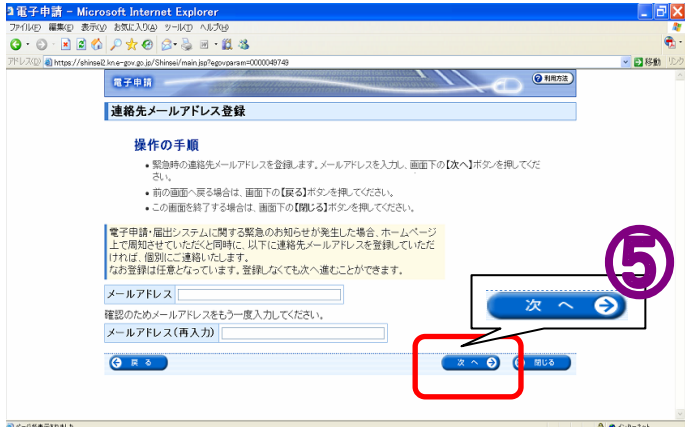 電子申請 - Microsoft Internet Explorer
ファイル(F) 編集(E) 表示(V) お気に入り(A) ツール(T) ヘルプ(H)
アドレス(D) https://shinsei2.kne-gov.go.jp/Shinsei/main.jsp?egovparam=0000049749 移動 リンク
電子申請 利用方法
連絡先メールアドレス登録
操作の手順
• 緊急時の連絡先メールアドレスを登録します。メールアドレスを入力し、画面下の【次へ】ボタンを押してくだ
さい。
• 前の画面へ戻る場合は、画面下の【戻る】ボタンを押してください。
• この画面を終了する場合は、画面下の【閉じる】ボタンを押してください。
電子申請・届出システムに関する緊急のお知らせが発生した場合、ホームページ
上で周知させていただくと同時に、以下に連絡先メールアドレスを登録していただ
ければ、個別にご連絡いたします。
なお登録は任意となっています。登録しなくても次へ進むことができます。
メールアドレス
確認のためメールアドレスをもう一度入力してください。
メールアドレス(再入力)
戻る 次へ 閉じる
次へ
⑤